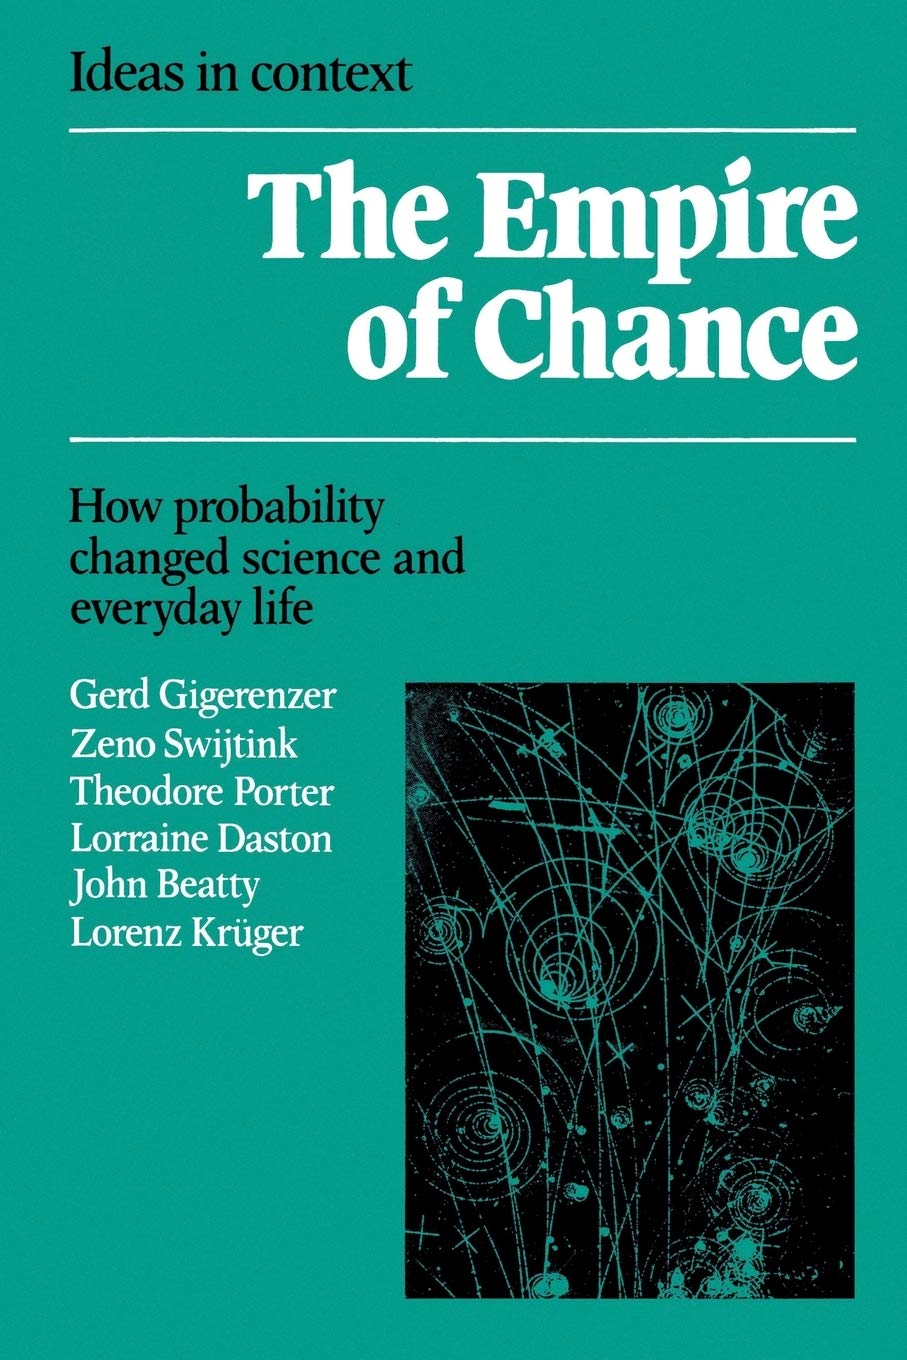 Ideas in context
The Empire
of Chance
How probability
changed science and
everyday life
Gerd Gigerenzer
Zeno Swijtink
Theodore Porter
Lorraine Daston
John Beatty
Lorenz Krüger